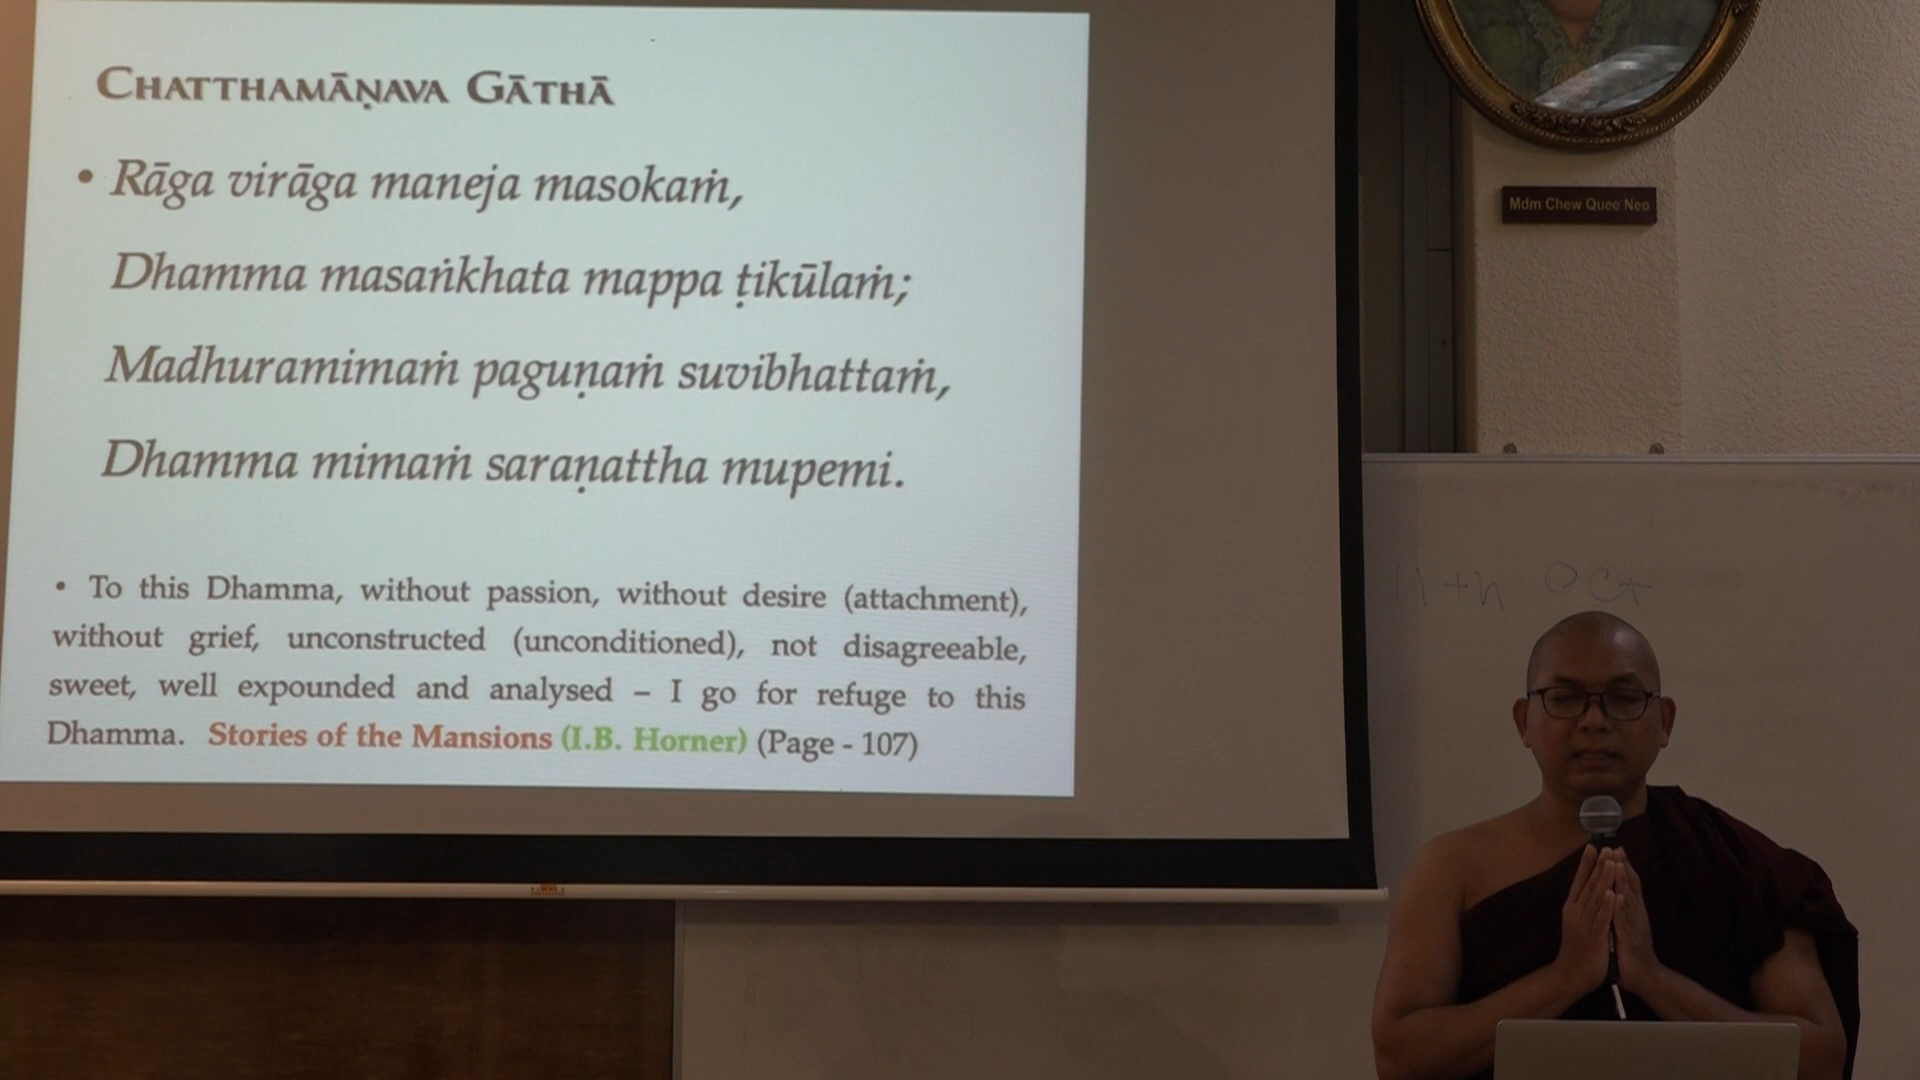 CHATTHAMĀṆAVA GĀTHĀ
• Rāga virāga maneja masokaṁ,
Dhamma masaṅkhata mappa ṭikūlaṁ;
Madhuramimaṁ paguṇaṁ suvibhattaṁ,
Dhamma mimaṁ saraṇattha mupemi.
• To this Dhamma, without passion, without desire (attachment),
without grief, unconstructed (unconditioned), not disagreeable,
sweet, well expounded and analysed – I go for refuge to this
Dhamma. Stories of the Mansions (I.B. Horner) (Page - 107)
Mdm Chew Quee Neo
11th Oct